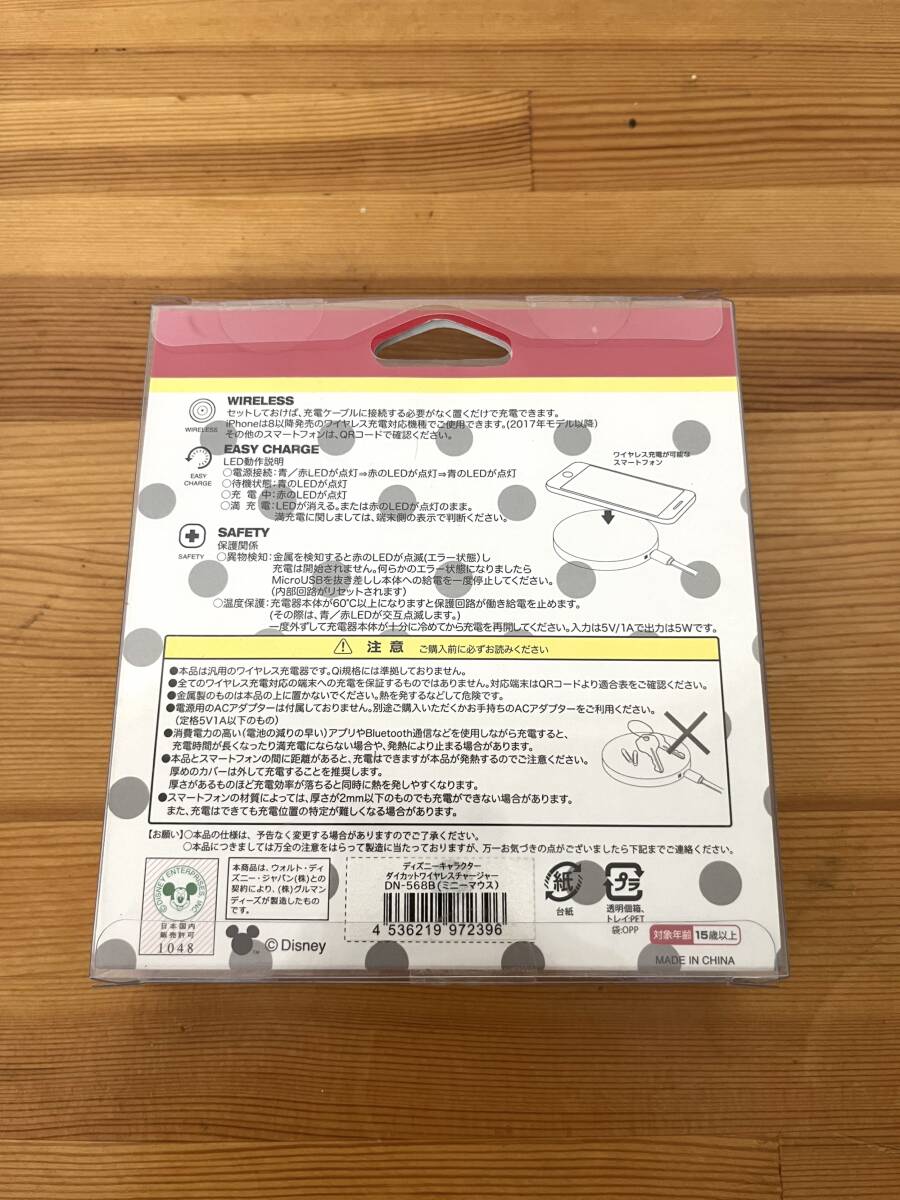 WIRELESS
WIRELESS
セットしておけば、充電ケーブルに接続する必要がなく置くだけで充電できます。
iPhoneは8以降発売のワイヤレス充電対応機種でご使用できます。(2017年モデル以降)
その他のスマートフォンは、QRコードで確認ください。
EASY CHARGE
EASY
CHARGE
LED動作説明
○電源接続:青／赤LEDが点灯⇒赤のLEDが点灯⇒青のLEDが点灯
○待機状態:青のLEDが点灯
○充 電 中:赤のLEDが点灯
○満 充 電:LEDが消える。または赤のLEDが点灯のまま。
満充電に関しましては、端末側の表示で判断ください。
ワイヤレス充電が可能な
スマートフォン
SAFETY
SAFETY
保護関係
○異物検知:金属を検知すると赤のLEDが点滅(エラー状態)し
充電は開始されません。何らかのエラー状態になりましたら
MicroUSBを抜き差しし本体への給電を一度停止してください。
(内部回路がリセットされます)
○温度保護:充電器本体が60℃以上になりますと保護回路が働き給電を止めます。
(その際は、青／赤LEDが交互点滅します。)
一度外ずして充電器本体が十分に冷めてから充電を再開してください。入力は5V/1Aで出力は5Wです。
注 意 ご購入前に必ずお読みください
●本品は汎用のワイヤレス充電器です。Qi規格には準拠しておりません。
●全てのワイヤレス充電対応の端末への充電を保証するものではありません。対応端末はQRコードより適合表をご確認ください。
●金属製のものは本品の上に置かないでください。熱を発するなどして危険です。
●電源用のACアダプターは付属しておりません。別途ご購入いただくかお手持ちのACアダプターをご利用ください。
(定格5V1A以下のもの)
●消費電力の高い(電池の減りの早い)アプリやBluetooth通信などを使用しながら充電すると、
充電時間が長くなったり満充電にならない場合や、発熱により止まる場合があります。
●本品とスマートフォンの間に距離があると、充電はできますが本品が発熱するのでご注意ください。
厚めのカバーは外して充電することを推奨します。
厚さがあるものほど充電効率が落ちると同時に熱を発しやすくなります。
●スマートフォンの材質によっては、厚さが2mm以下のものでも充電ができない場合があります。
また、充電はできても充電位置の特定が難しくなる場合があります。
【お願い】○本品の仕様は、予告なく変更する場合がありますのでご了承ください。
○本品につきましては万全の注意をはらって製造に当たっておりますが、万一お気づきの点がございましたら下記までご連絡ください。
©DISNEY ENTERPRISES INC.
日本国内
販売許可
1048
本商品は、ウォルト・ディ
ズニー・ジャパン(株)との
契約により、(株)グルマン
ディーズが製造したもの
です。
©Disney
ディズニーキャラクター
ダイカットワイヤレスチャージャー
DN-568B(ミニーマウス)
4 536219 972396
紙
台紙
プラ
透明個箱、
トレイ:PET
袋:OPP
対象年齢 15歳以上
MADE IN CHINA